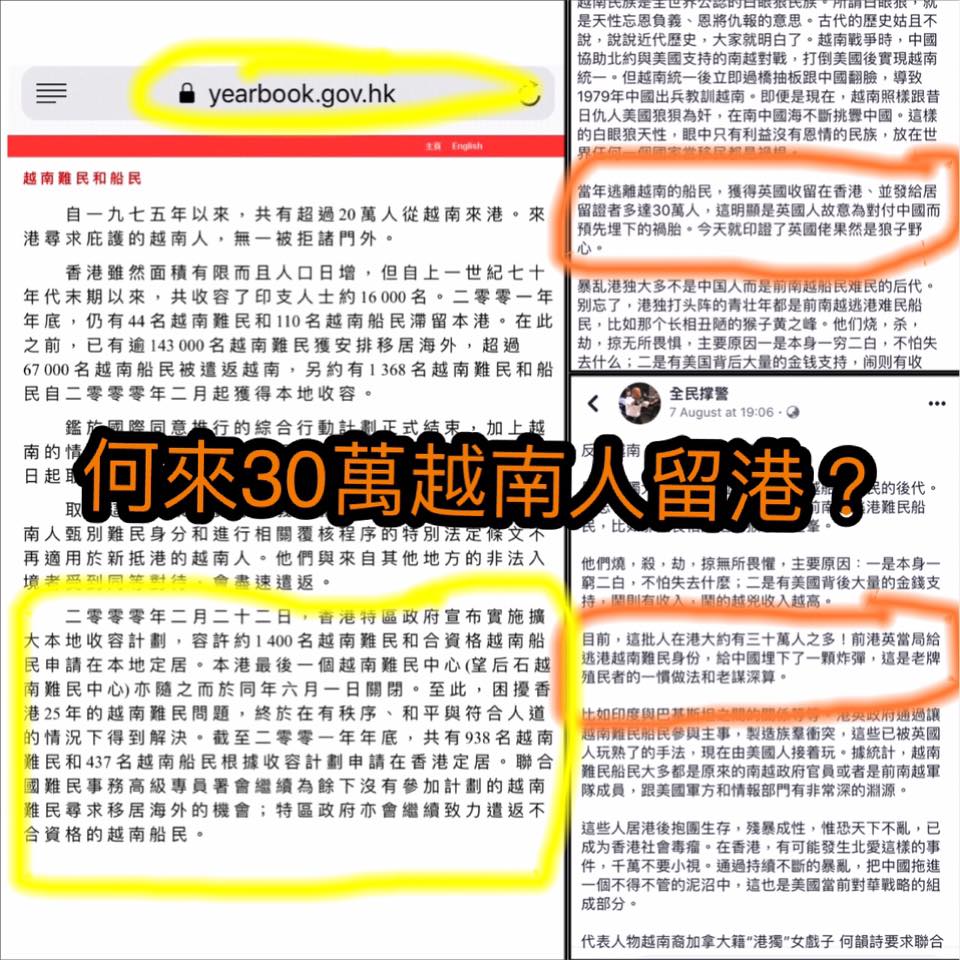 yearbook.gov.hk
主頁 English
越南難民和船民
自一九七五年以來，共有超過20萬人從越南來港。來
港尋求庇護的越南人，無一被拒諸門外。
香港雖然面積有限而且人口日增，但自上一世紀七十
年代末期以來，共收容了印支人士約16 000名。二零零一年
年底，仍有44名越南難民和110名越南船民滯留本港。在此
之前，已有逾143 000名越南難民獲安排移居海外，超過
67 000名越南船民被遣返越南，另約有1 368名越南難民和船
民自二零零零年二月起獲得本地收容。
鑑於國際同意推行的綜合行動計劃正式結束，加上越
南的情
日起取
何來30萬越南人留港？
取
南人甄別難民身分和進行相關覆核程序的特別法定條文不
再適用於新抵港的越南人。他們與來自其他地方的非法入
境者受到同等對待，會盡速遣返。
二零零零年二月二十二日，香港特區政府宣布實施擴
大本地收容計劃，容許約1 400名越南難民和合資格越南船
民申請在本地定居。本港最後一個越南難民中心(望后石越
南難民中心)亦隨之而於同年六月一日關閉。至此，困擾香
港25年的越南難民問題，終於在有秩序、和平與符合人道
的情況下得到解決。截至二零零一年年底，共有938名越南
難民和437名越南船民根據收容計劃申請在香港定居。聯合
國難民事務高級專員署會繼續為餘下沒有參加計劃的越南
難民尋求移居海外的機會；特區政府亦會繼續致力遣返不
合資格的越南船民。
越南民族是全世界公認的白眼狼民族。所謂白眼狼，就
是天性忘恩負義、恩將仇報的意思。古代的歷史姑且不
說，說說近代歷史，大家就明白了。越南戰爭時，中國
協助北約與美國支持的南越對戰，打倒美國後實現越南
統一。但越南統一後立即過橋抽板跟中國翻臉，導致
1979年中國出兵教訓越南。即便是現在，越南照樣跟昔
日仇人美國狼狽為奸，在南中國海不斷挑釁中國。這樣
的白眼狼天性，眼中只有利益沒有恩情的民族，放在世
界任何一個國家當移民都是禍根。
當年逃離越南的船民，獲得英國收留在香港、並發給居
留證者多達30萬人，這明顯是英國人故意為對付中國而
預先埋下的禍胎。今天就印證了英國佬果然是狼子野
心。
暴乱港独大多不是中国人而是前南越船民难民的后代。
别忘了，港独打头阵的青壮年都是前南越逃港难民船
民，比如那个长相丑陋的猴子黄之峰。他们烧，杀，
劫，掠无所畏惧，主要原因一是本身一穷二白，不怕失
去什么；二是有美国背后大量的金钱支持，闹则有收
全民撐警
7 August at 19:06
反
越南
民的後代。
港難民船
民，比
他們燒，殺，劫，掠無所畏懼，主要原因：一是本身一
窮二白，不怕失去什麼；二是有美國背後大量的金錢支
持，鬧則有收入，鬧的越兇收入越高。
目前，這批人在港大約有三十萬人之多！前港英當局給
逃港越南難民身份，給中國埋下了一顆炸彈，這是老牌
殖民者的一慣做法和老謀深算。
比如印度與巴基斯坦之間的關係等等，港英政府通過讓
越南難民船民參與主事，製造族羣衝突，這些已被英國
人玩熟了的手法，現在由美國人接着玩。據統計，越南
難民船民大多都是原來的南越政府官員或者是前南越軍
隊成員，跟美國軍方和情報部門有非常深的淵源。
這些人居港後抱團生存，殘暴成性，惟恐天下不亂，已
成為香港社會毒瘤。在香港，有可能發生北愛這樣的事
件，千萬不要小視。通過持續不斷的暴亂，把中國拖進
一個不得不管的泥沼中，這也是美國當前對華戰略的組
成部分。
代表人物越南裔加拿大籍“港獨”女戲子 何韻詩要求聯合